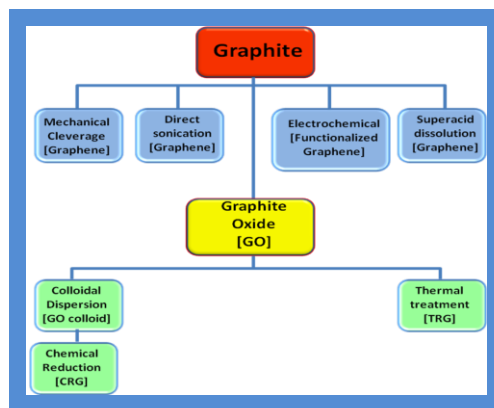 Graphite
Mechanical
Cleverage
[Graphene]
Direct
sonication
[Graphene]
Electrochemical
[Functionalized
Graphene]
Superacid
dissolution
[Graphene]
Graphite
Oxide
[GO]
Colloidal
Dispersion
[GO colloid]
Thermal
treatment
[TRG]
Chemical
Reduction
[CRG]